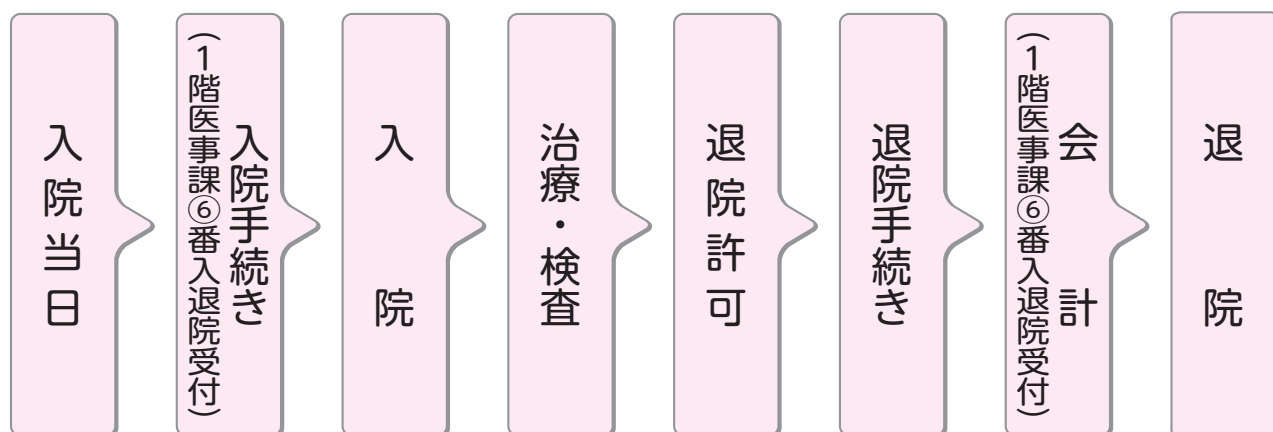 入院当日
入院手続き
（1階医事課⑥番入退院受付）
入院
治療・検査
退院許可
退院手続き
会計
（1階医事課⑥番入退院受付）
退院